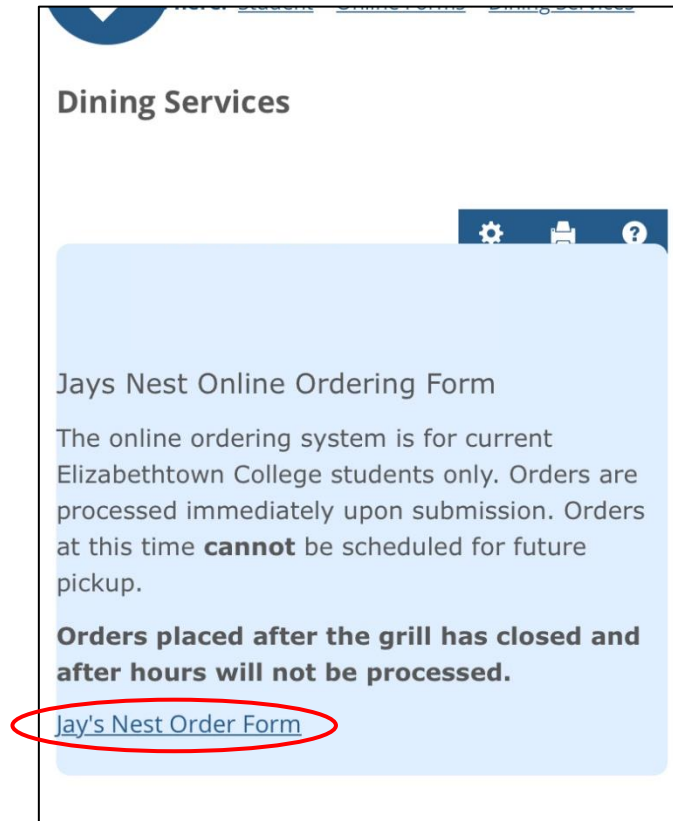 Dining Services
Jays Nest Online Ordering Form
The online ordering system is for current
Elizabethtown College students only. Orders are
processed immediately upon submission. Orders
at this time cannot be scheduled for future
pickup.
Orders placed after the grill has closed and
after hours will not be processed.
Jay's Nest Order Form